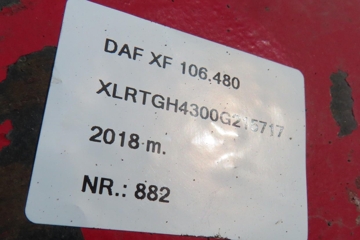 DAF XF 106.480
XLRTGH4300G215717
2018 m.
NR.: 882